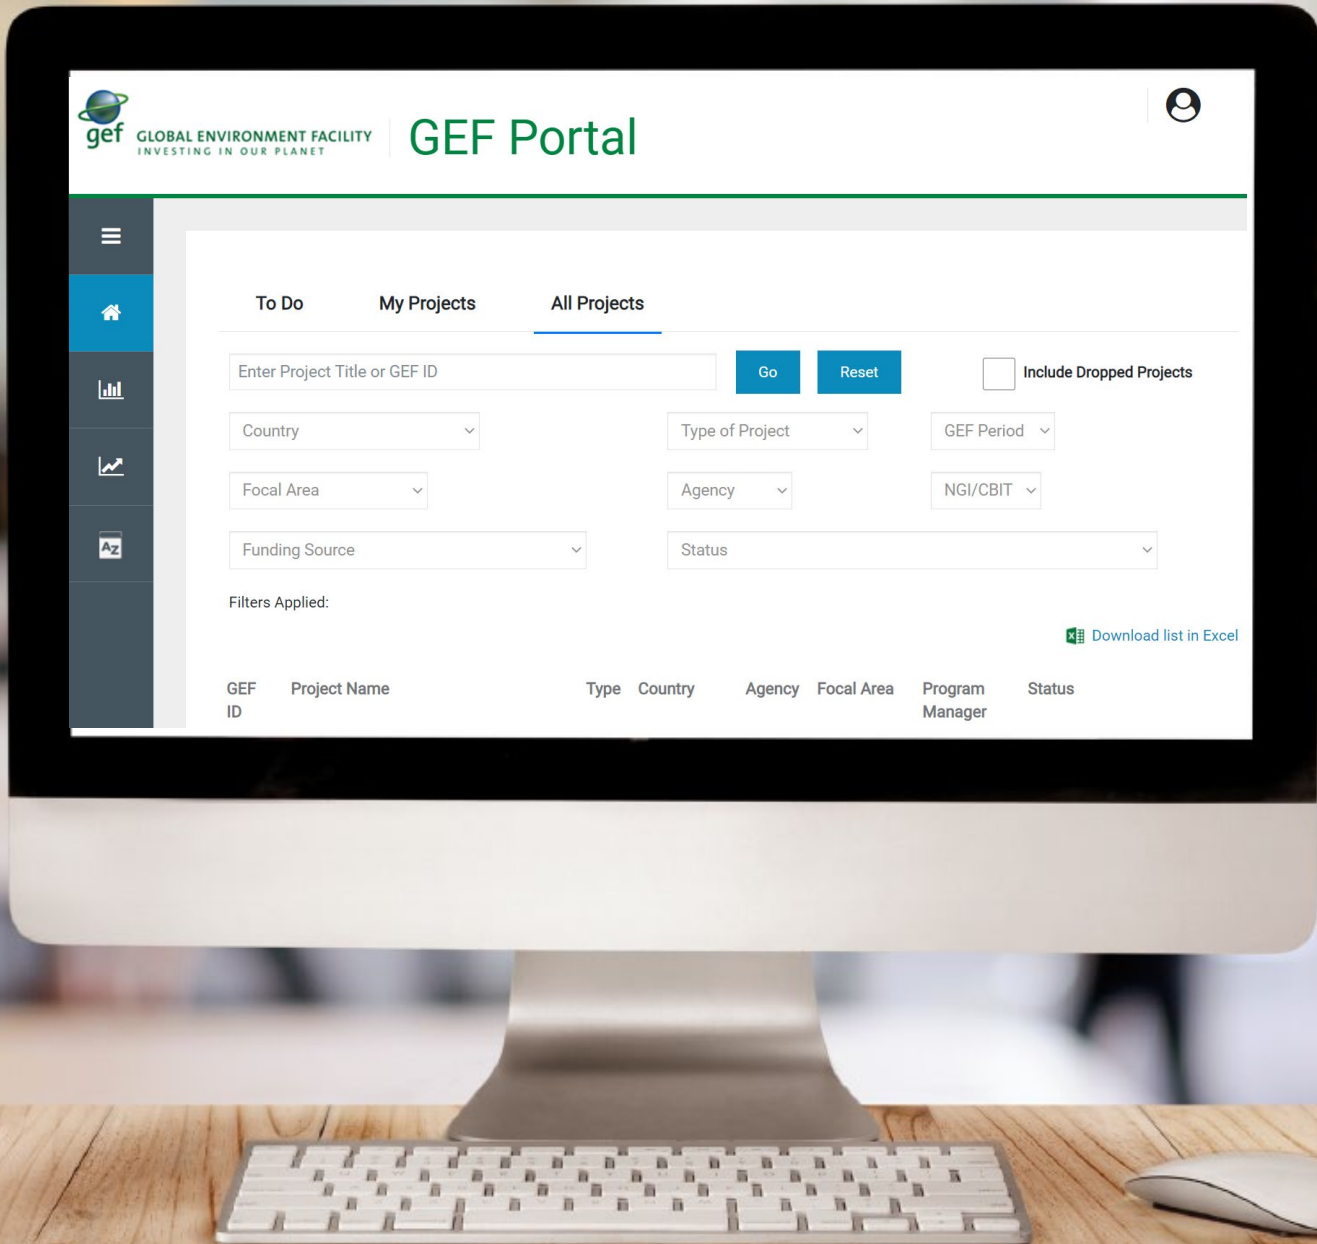 gef GLOBAL ENVIRONMENT FACILITY
INVESTING IN OUR PLANET
GEF Portal
To Do My Projects All Projects
Enter Project Title or GEF ID Go Reset Include Dropped Projects
Country Type of Project GEF Period
Focal Area Agency NGI/CBIT
Funding Source Status
Filters Applied:
Download list in Excel
GEF ID Project Name Type Country Agency Focal Area Program Manager Status
AZ